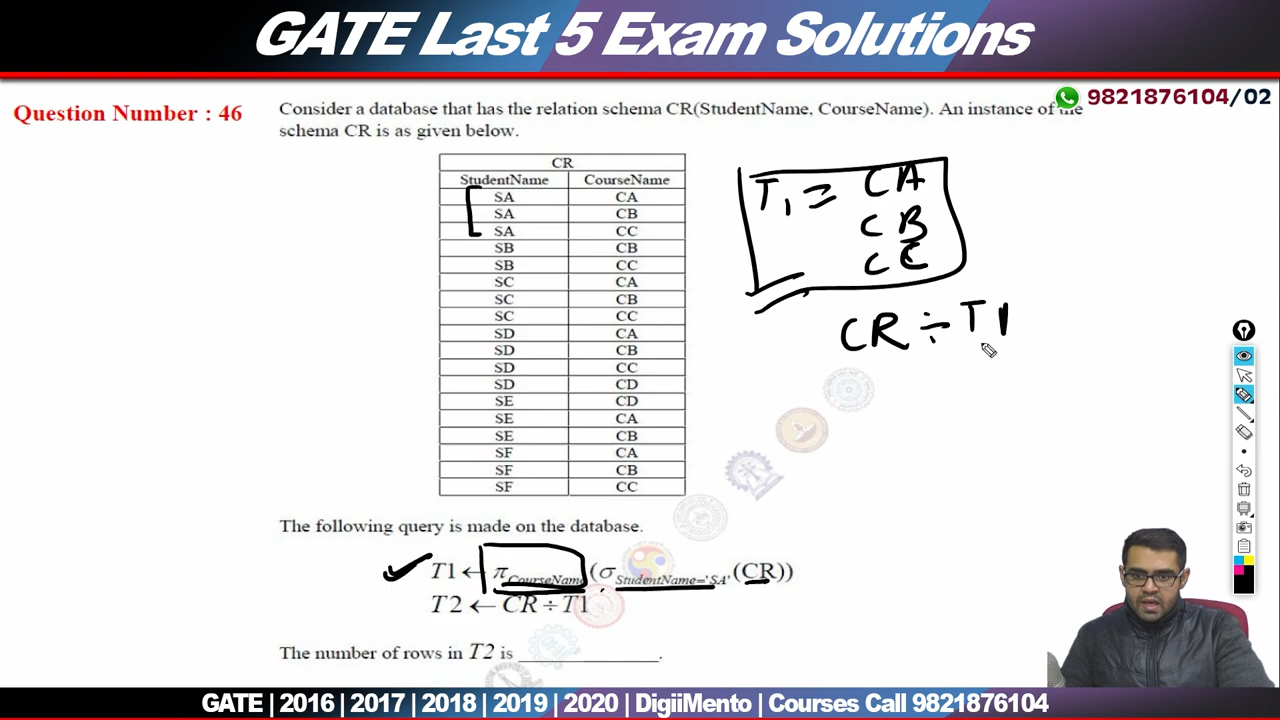 GATE Last 5 Exam Solutions
9821876104/02
Question Number : 46
Consider a database that has the relation schema CR(StudentName, CourseName). An instance of the
schema CR is as given below.
CR
StudentName CourseName
SA CA
SA CB
SA CC
SB CB
SB CC
SC CA
SC CB
SC CC
SD CA
SD CB
SD CC
SD CD
SE CD
SE CA
SE CB
SF CA
SF CB
SF CC
T1 = CA
CB
CC
CR ÷ T1
The following query is made on the database.
T1 ← π CourseName (σ StudentName='SA' (CR))
T2 ← CR ÷ T1
The number of rows in T2 is ____________.
GATE | 2016 | 2017 | 2018 | 2019 | 2020 | DigiiMento | Courses Call 9821876104